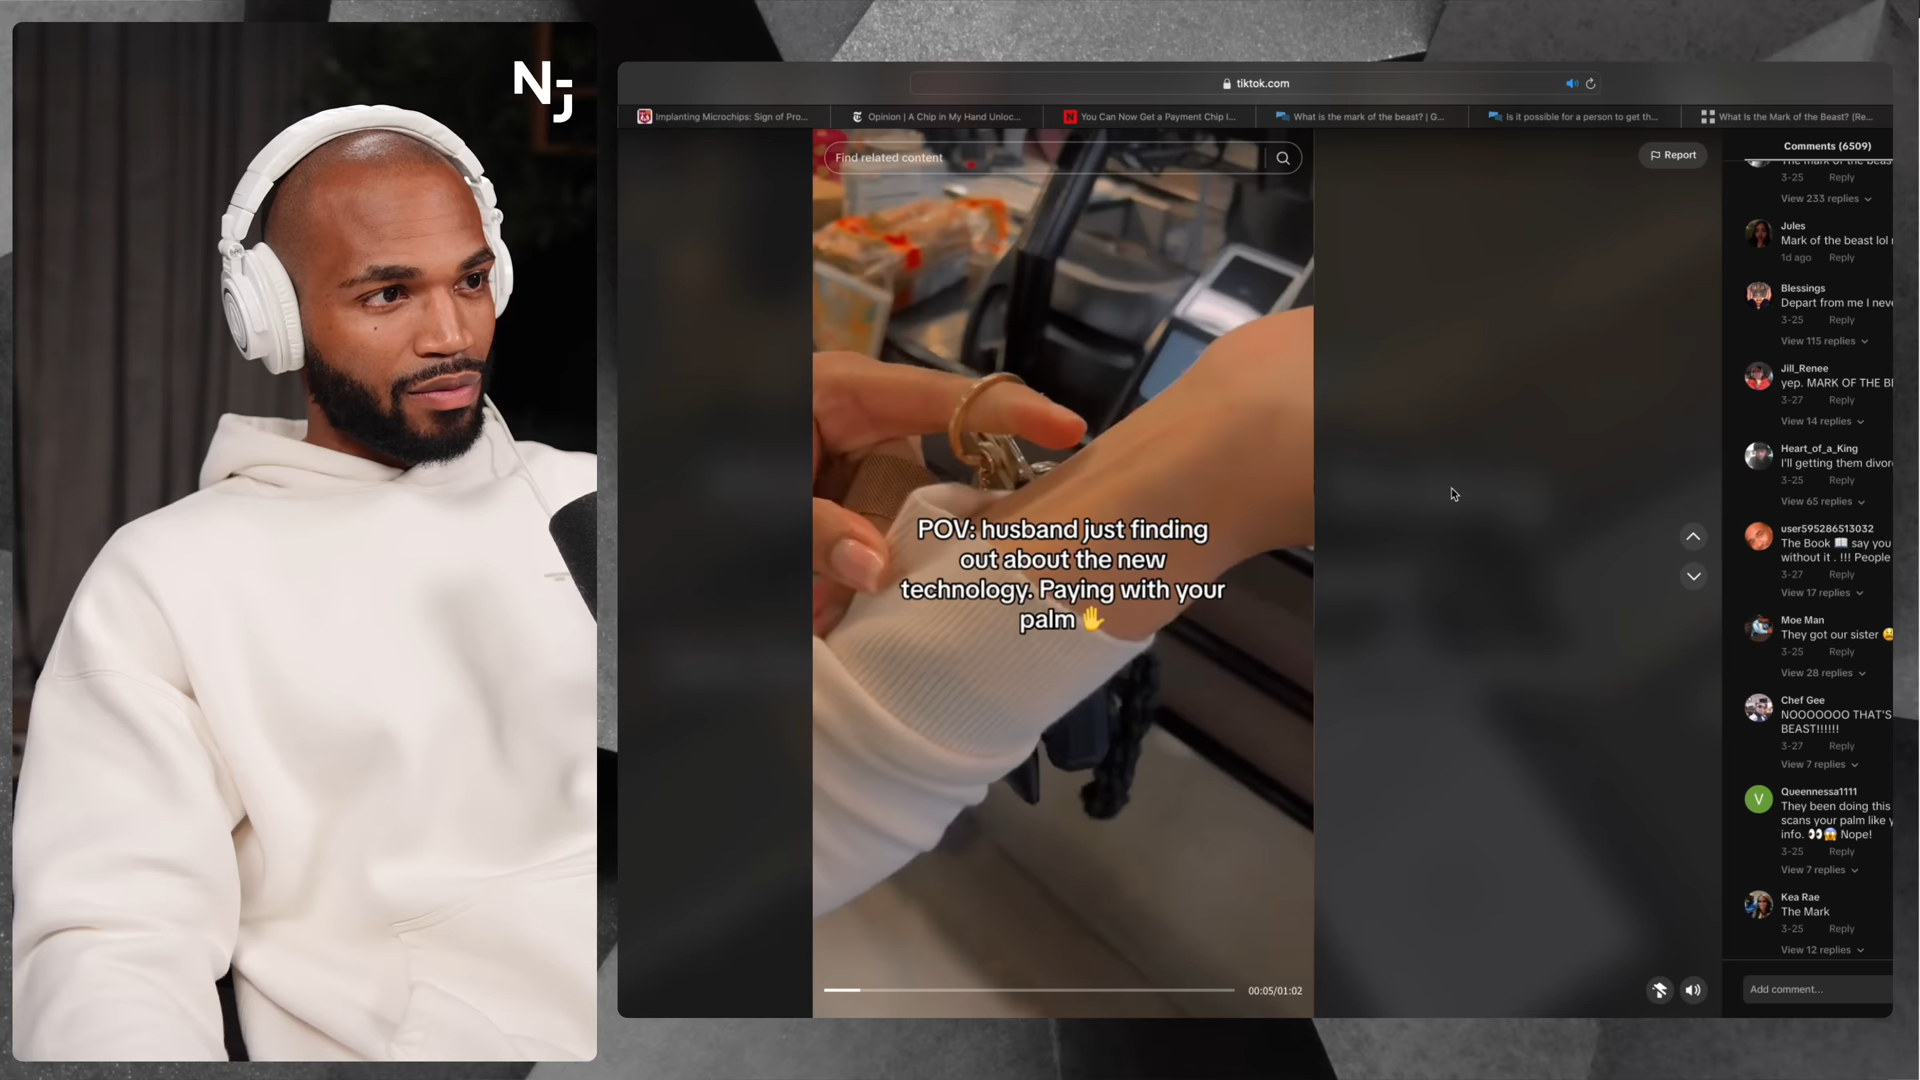 NJ
tiktok.com
Implanting Microchips: Sign of Pro...
Opinion | A Chip in My Hand Unloc...
You Can Now Get a Payment Chip I...
What is the mark of the beast? | G...
Is it possible for a person to get th...
What Is the Mark of the Beast? (Re...
Find related content
Report
POV: husband just finding
out about the new
technology. Paying with your
palm 🖐
00:05/01:02
Comments (6509)
The mark of the beas
3-25 Reply
View 233 replies
Jules
Mark of the beast lol
1d ago Reply
Blessings
Depart from me I neve
3-25 Reply
View 115 replies
Jill_Renee
yep. MARK OF THE BE
3-27 Reply
View 14 replies
Heart_of_a_King
I'll getting them divor
3-25 Reply
View 65 replies
user595286513032
The Book 📖 say you
without it . !!! People
3-27 Reply
View 17 replies
Moe Man
They got our sister
3-25 Reply
View 28 replies
Chef Gee
NOOOOOOO THAT'S
BEAST!!!!!!
3-27 Reply
View 7 replies
V
Queennessa1111
They been doing this
scans your palm like y
info. 👀😱 Nope!
3-25 Reply
View 7 replies
Kea Rae
The Mark
3-25 Reply
View 12 replies
Add comment...